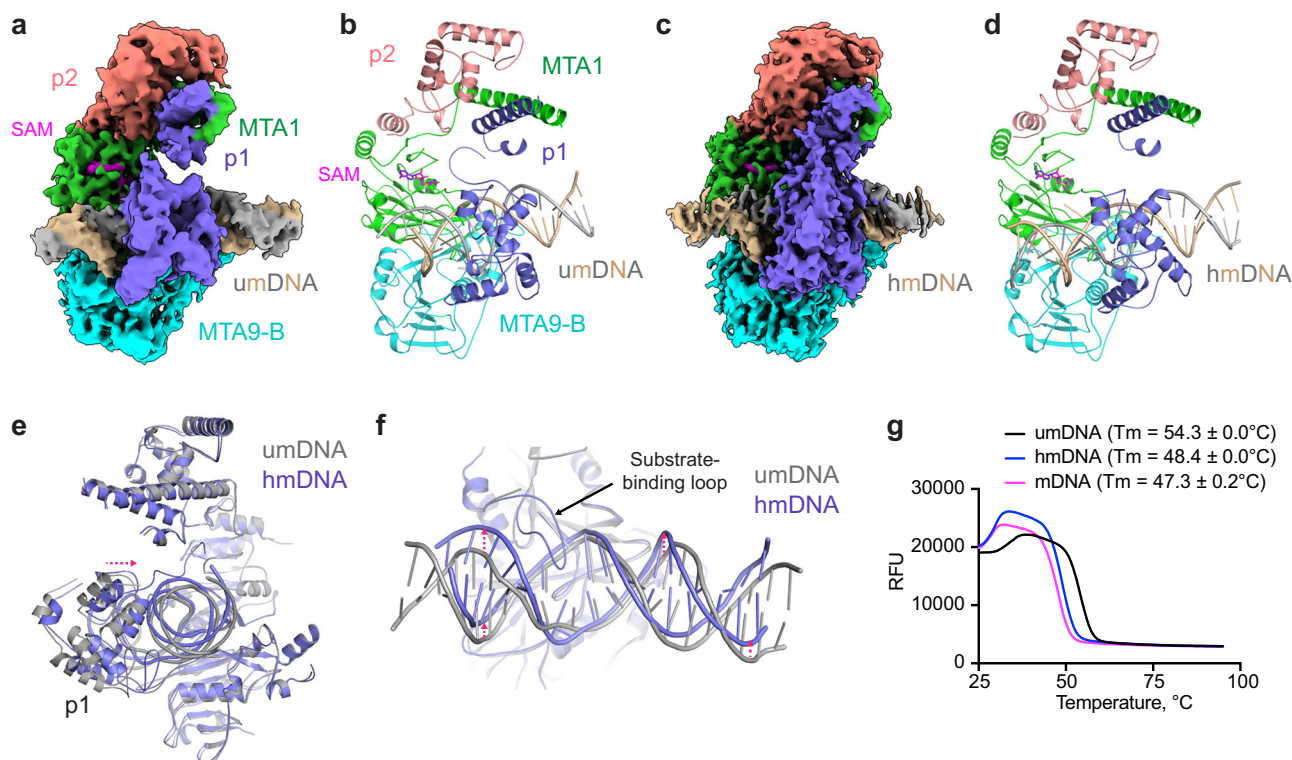 a
b
c
d
p2
SAM
MTA1
p1
umDNA
MTA9-B
p2
MTA1
SAM
p1
umDNA
MTA9-B
hmDNA
hmDNA
e
f
g
umDNA
hmDNA
p1
Substrate-
binding loop
umDNA
hmDNA
umDNA (Tm = 54.3 ± 0.0°C)
hmDNA (Tm = 48.4 ± 0.0°C)
mDNA (Tm = 47.3 ± 0.2°C)
30000
20000
10000
0
RFU
25
50
75
100
Temperature, °C